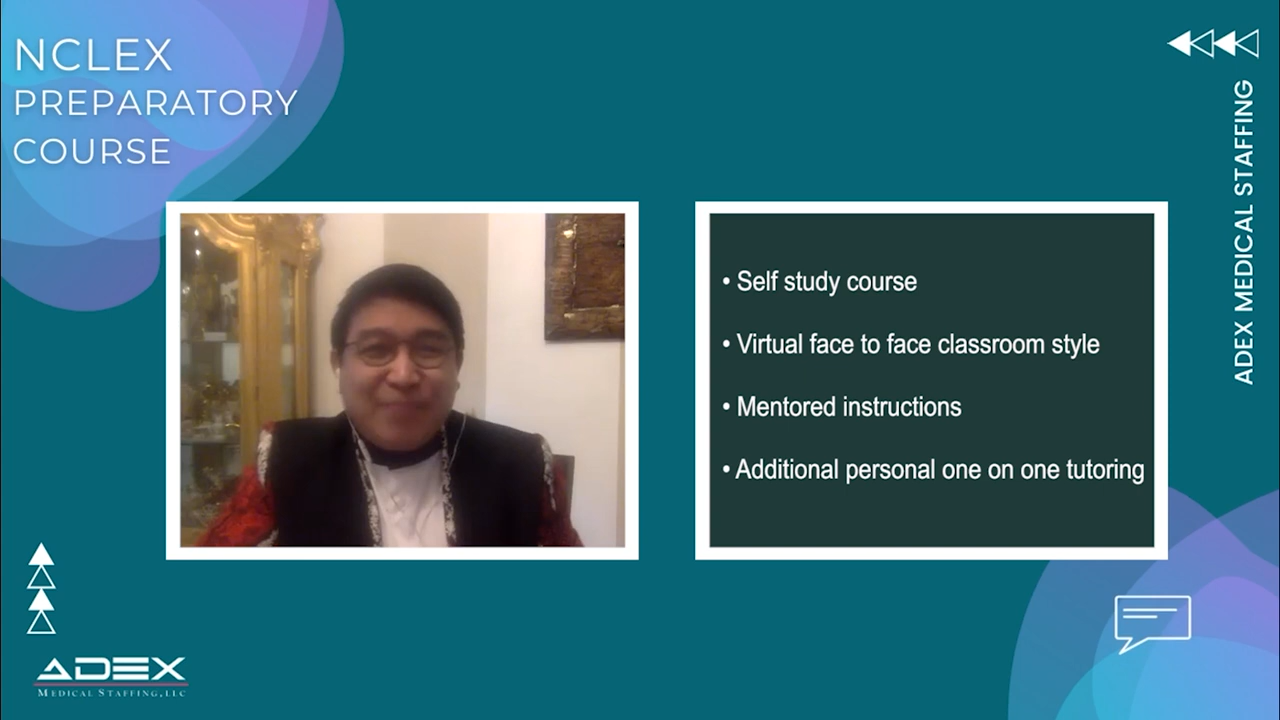 NCLEX
PREPARATORY
COURSE
ADEX MEDICAL STAFFING
• Self study course
• Virtual face to face classroom style
• Mentored instructions
• Additional personal one on one tutoring
ADEX
MEDICAL STAFFING, LLC